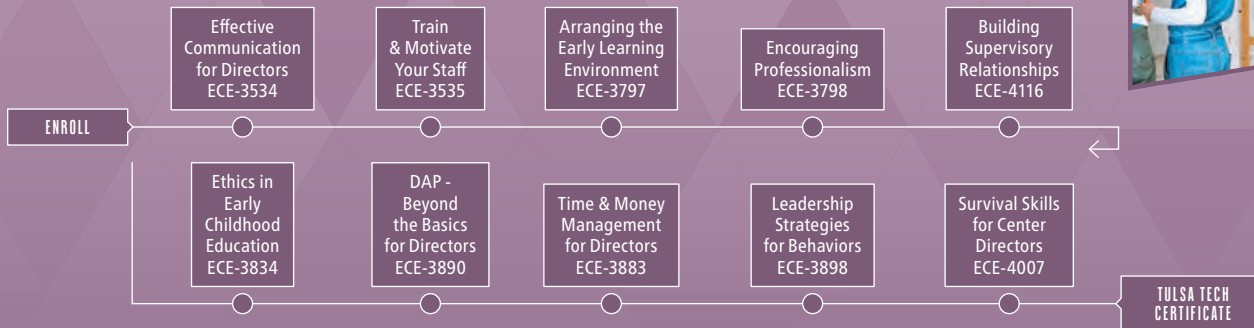 ENROLL
Effective
Communication
for Directors
ECE-3534
Train
& Motivate
Your Staff
ECE-3535
Arranging the
Early Learning
Environment
ECE-3797
Encouraging
Professionalism
ECE-3798
Building
Supervisory
Relationships
ECE-4116
Ethics in
Early
Childhood
Education
ECE-3834
DAP -
Beyond
the Basics
for Directors
ECE-3890
Time & Money
Management
for Directors
ECE-3883
Leadership
Strategies
for Behaviors
ECE-3898
Survival Skills
for Center
Directors
ECE-4007
TULSA TECH
CERTIFICATE